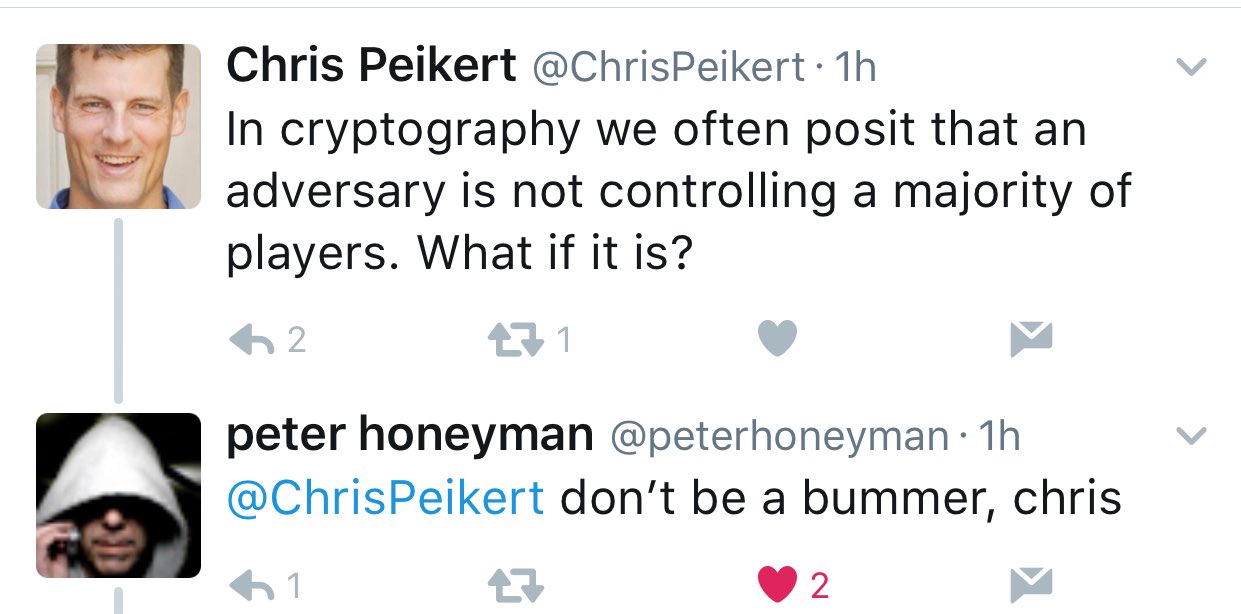 Chris Peikert @ChrisPeikert · 1h
In cryptography we often posit that an
adversary is not controlling a majority of
players. What if it is?
2 1
peter honeyman @peterhoneyman · 1h
@ChrisPeikert don’t be a bummer, chris
1 2